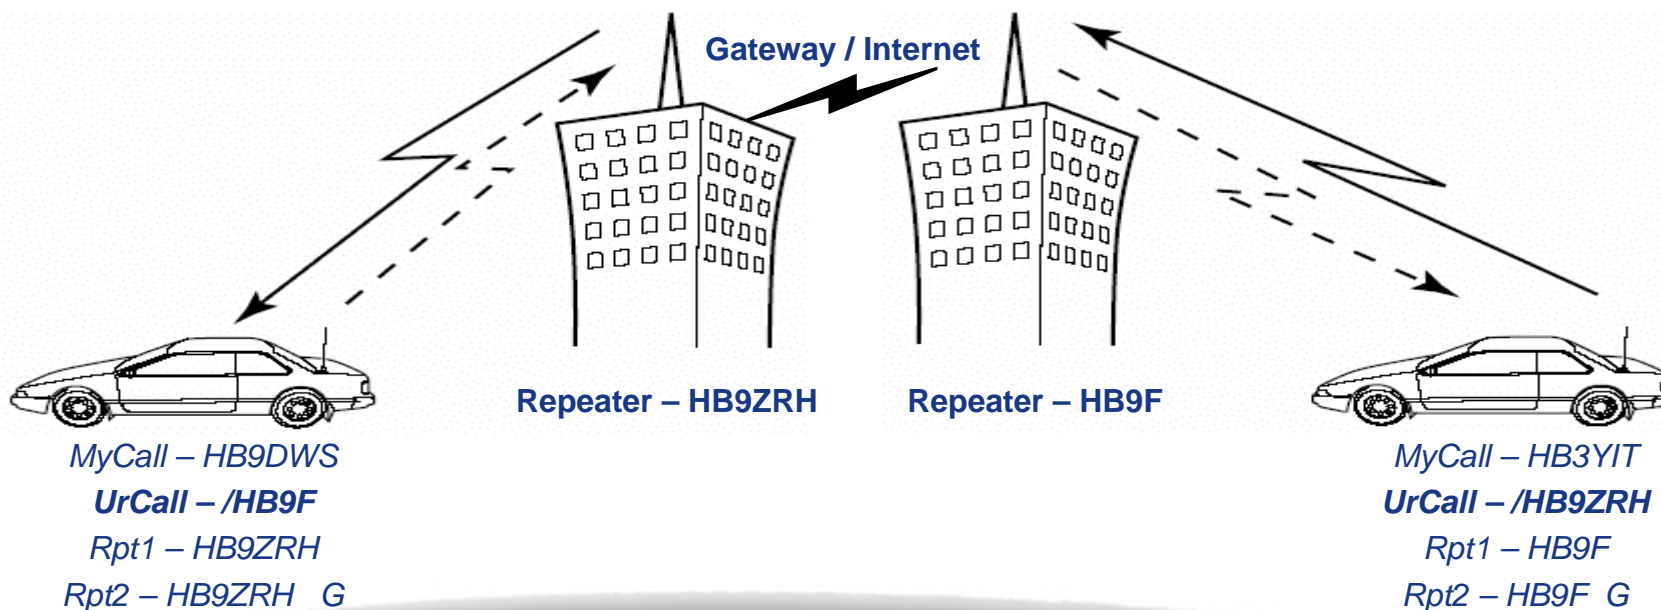 Gateway / Internet
Repeater – HB9ZRH
Repeater – HB9F
MyCall – HB9DWS
UrCall – /HB9F
Rpt1 – HB9ZRH
Rpt2 – HB9ZRH G
MyCall – HB3YIT
UrCall – /HB9ZRH
Rpt1 – HB9F
Rpt2 – HB9F G